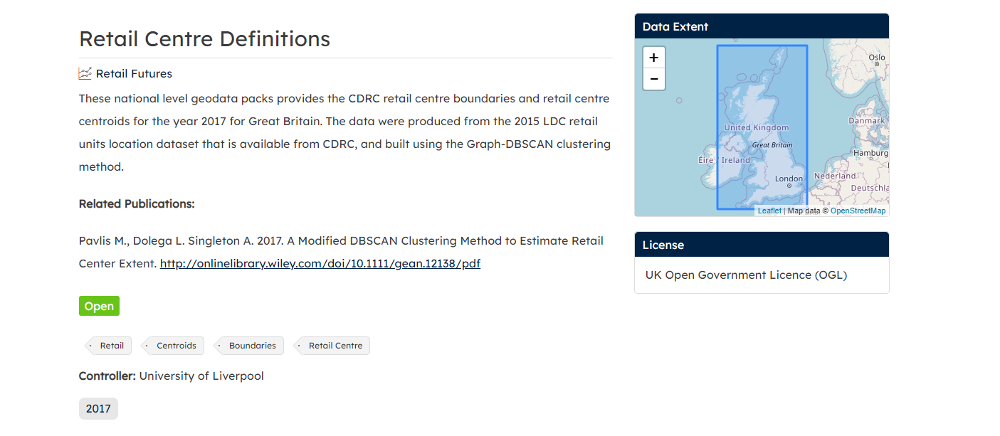 Retail Centre Definitions
Retail Futures
These national level geodata packs provides the CDRC retail centre boundaries and retail centre
centroids for the year 2017 for Great Britain. The data were produced from the 2015 LDC retail
units location dataset that is available from CDRC, and built using the Graph-DBSCAN clustering
method.
Related Publications:
Pavlis M., Dolega L. Singleton A. 2017. A Modified DBSCAN Clustering Method to Estimate Retail
Center Extent. http://onlinelibrary.wiley.com/doi/10.1111/gean.12138/pdf
Open
Retail Centroids Boundaries Retail Centre
Controller: University of Liverpool
2017
Data Extent
+
−
Oslo
Danmark
United Kingdom
Great Britain
Hamburg
Éire / Ireland
Nederland
London
Deutschla
Leaflet | Map data © OpenStreetMap
License
UK Open Government Licence (OGL)